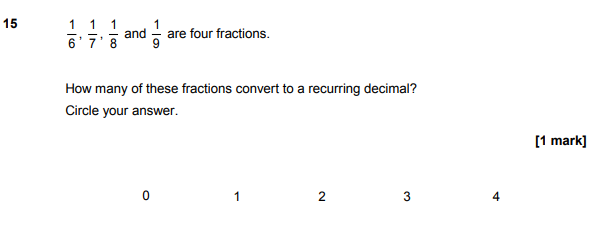 15 1/6, 1/7, 1/8 and 1/9 are four fractions.
How many of these fractions convert to a recurring decimal?
Circle your answer.
[1 mark]
0 1 2 3 4